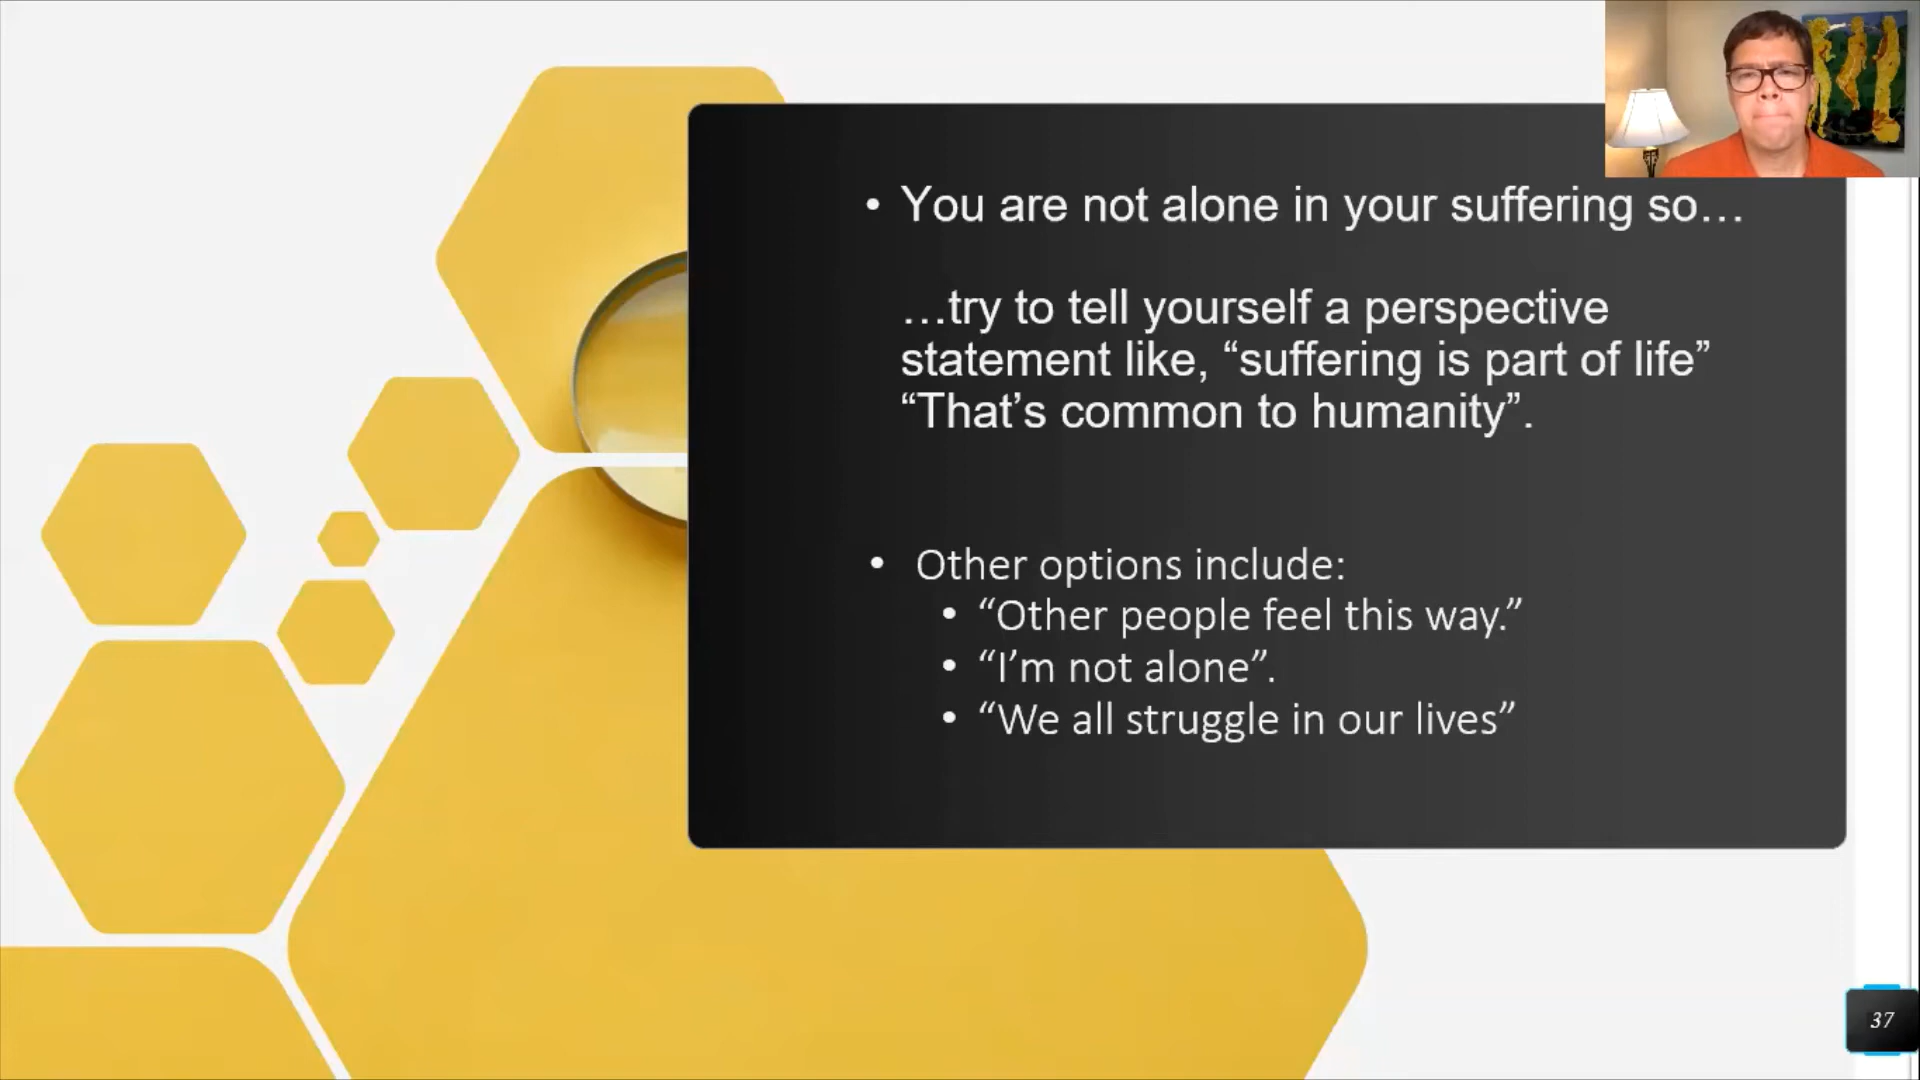 • You are not alone in your suffering so…
…try to tell yourself a perspective
statement like, “suffering is part of life”
“That’s common to humanity”.
• Other options include:
• “Other people feel this way.”
• “I’m not alone”.
• “We all struggle in our lives”
37